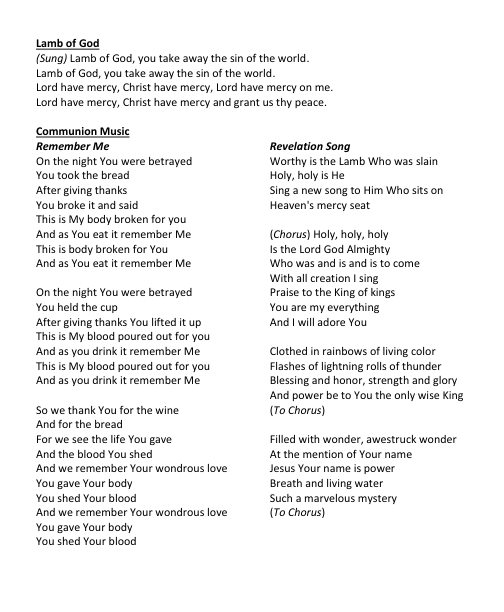 Lamb of God
(Sung) Lamb of God, you take away the sin of the world.
Lamb of God, you take away the sin of the world.
Lord have mercy, Christ have mercy, Lord have mercy on me.
Lord have mercy, Christ have mercy and grant us thy peace.
Communion Music
Remember Me
On the night You were betrayed
You took the bread
After giving thanks
You broke it and said
This is My body broken for you
And as You eat it remember Me
This is body broken for You
And as You eat it remember Me
On the night You were betrayed
You held the cup
After giving thanks You lifted it up
This is My blood poured out for you
And as you drink it remember Me
This is My blood poured out for you
And as you drink it remember Me
So we thank You for the wine
And for the bread
For we see the life You gave
And the blood You shed
And we remember Your wondrous love
You gave Your body
You shed Your blood
And we remember Your wondrous love
You gave Your body
You shed Your blood
Revelation Song
Worthy is the Lamb Who was slain
Holy, holy is He
Sing a new song to Him Who sits on
Heaven's mercy seat
(Chorus) Holy, holy, holy
Is the Lord God Almighty
Who was and is and is to come
With all creation I sing
Praise to the King of kings
You are my everything
And I will adore You
Clothed in rainbows of living color
Flashes of lightning rolls of thunder
Blessing and honor, strength and glory
And power be to You the only wise King
(To Chorus)
Filled with wonder, awestruck wonder
At the mention of Your name
Jesus Your name is power
Breath and living water
Such a marvelous mystery
(To Chorus)